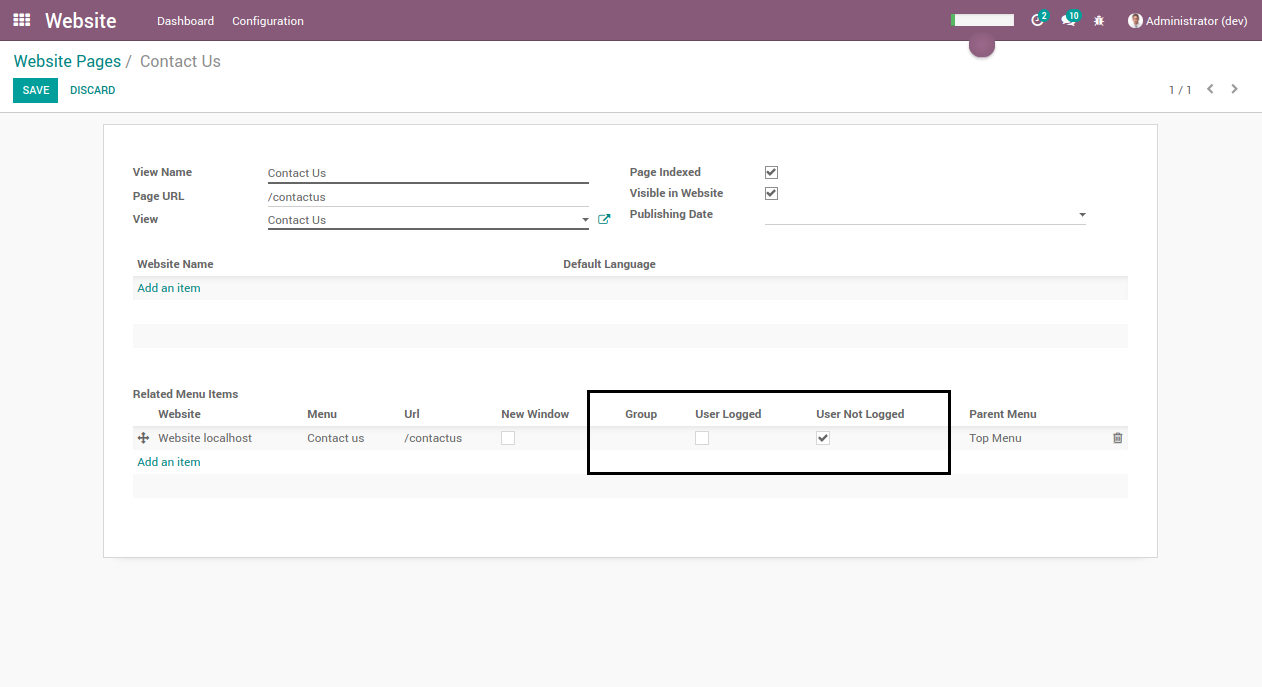 Website Dashboard Configuration 2 10 Administrator (dev)
Website Pages / Contact Us
SAVE DISCARD 1 / 1
View Name Contact Us Page Indexed
Page URL /contactus Visible in Website
View Contact Us Publishing Date
Website Name Default Language
Add an item
Related Menu Items
Website Menu Url New Window Group User Logged User Not Logged Parent Menu
Website localhost Contact us /contactus Top Menu
Add an item